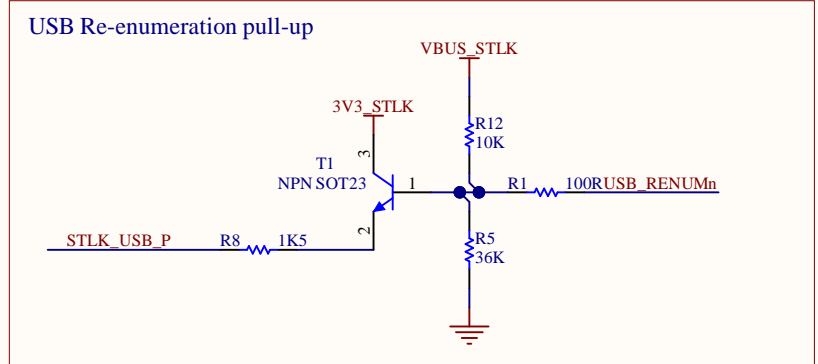 USB Re-enumeration pull-up
VBUS_STLK
3V3_STLK
R12
10K
3
T1
NPN SOT23
1
R1 100R USB_RENUMn
2
STLK_USB_P R8 1K5
R5
36K